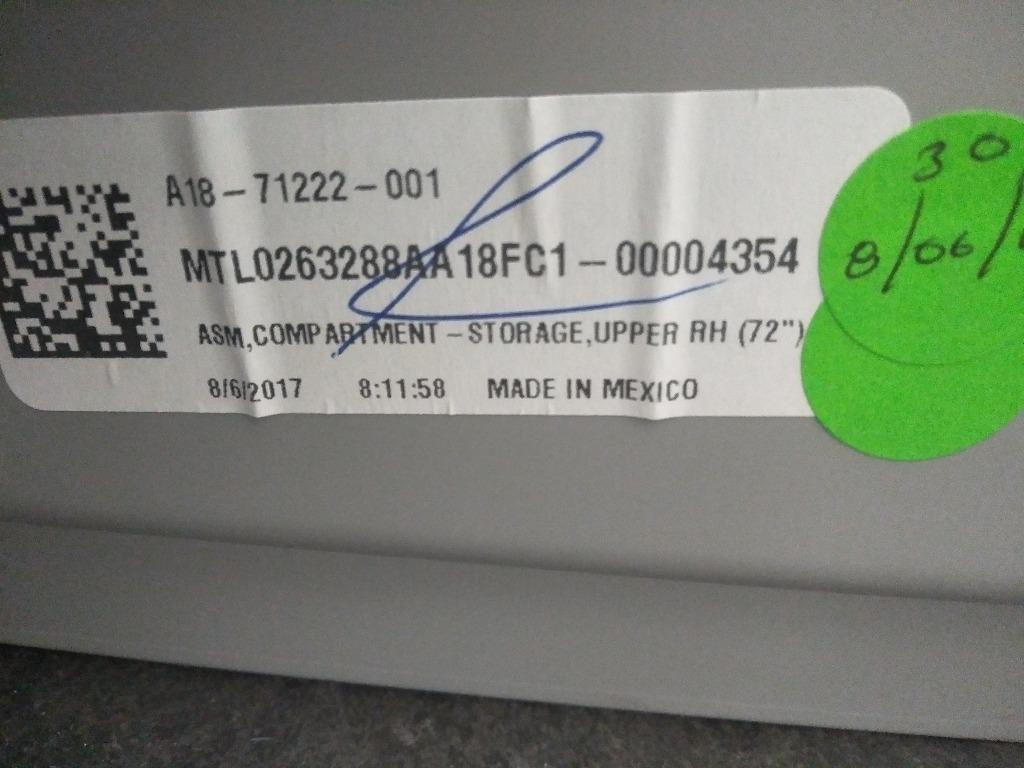 A18-71222-001
MTL0263288AA18FC1-00004354
ASM,COMPARTMENT-STORAGE,UPPER RH (72")
8/6/2017 8:11:58 MADE IN MEXICO
30
8/06/